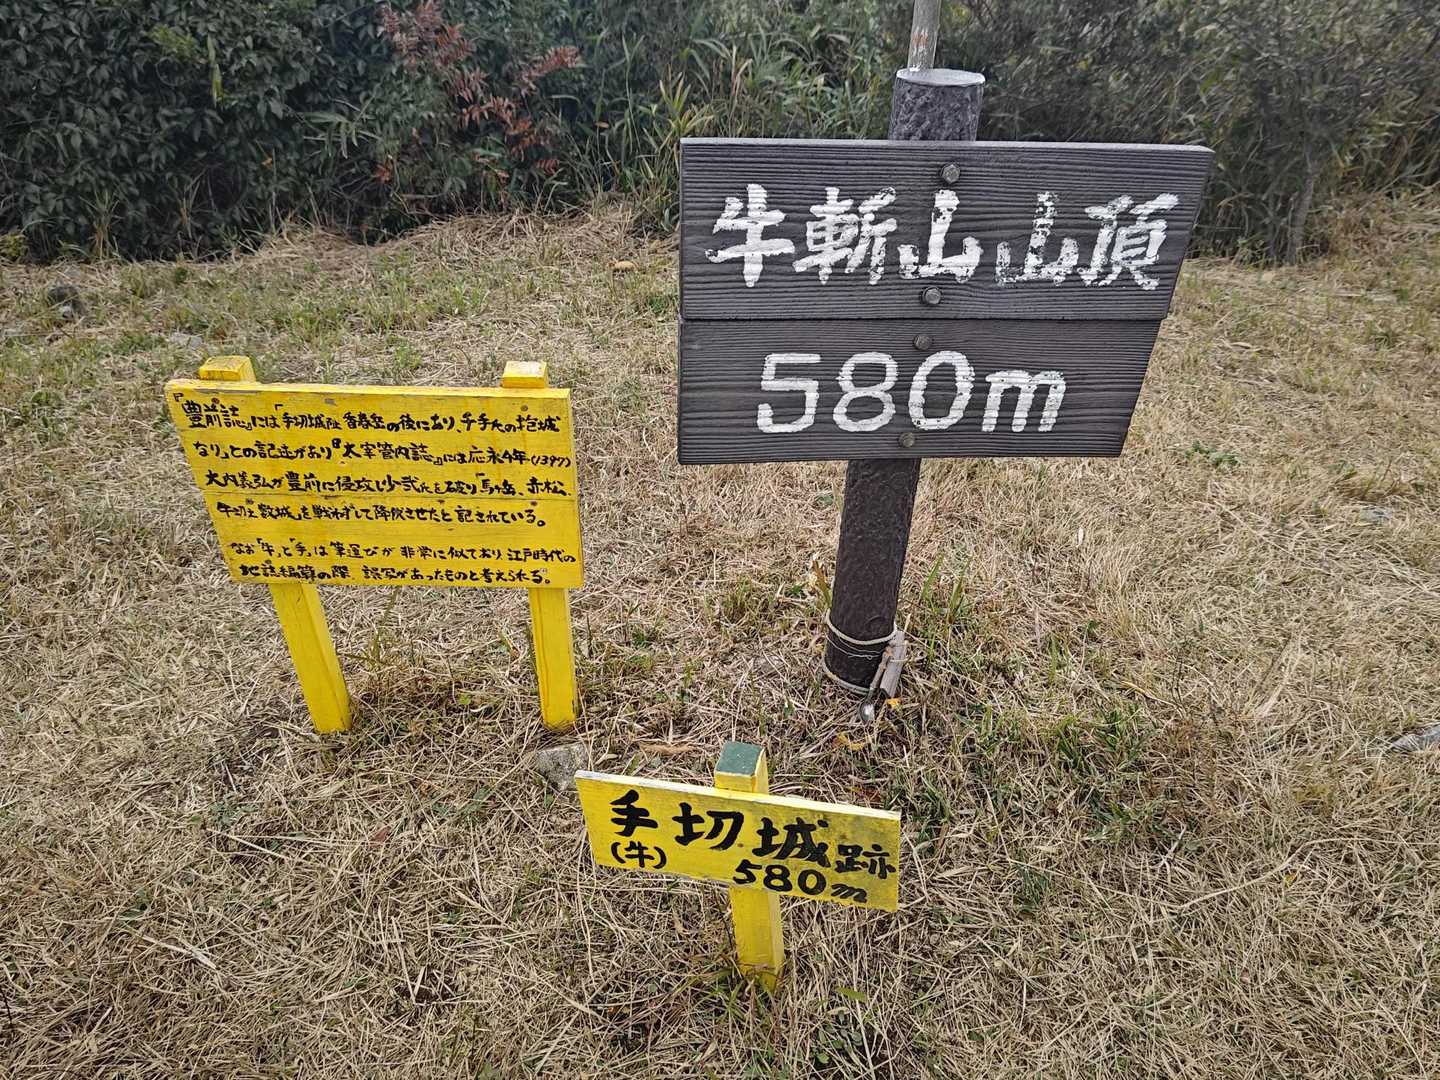 牛斬山山頂
580m
『豊前誌』には「手切城址香春岳の後にあり、千手氏の抱城
なり」との記述があり『太宰管内誌』には応永4年(1397)
大内義弘が豊前に侵攻し少弐氏を破り「馬ヶ岳、赤松、
牛切之数城」を戦わずして降伏させたと記されている。
なお「牛」と「手」は筆運びが非常に似ており、江戸時代の
地誌編算の際、誤写があったものと考えられる。
手切城跡
(牛) 580m